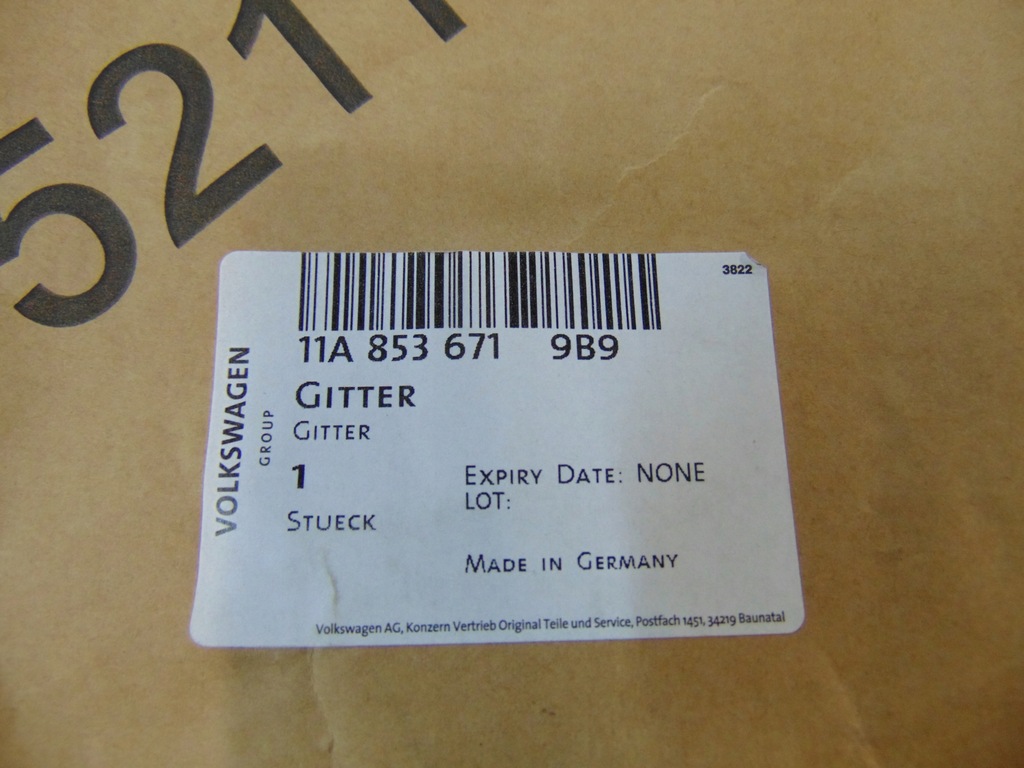 521
3822
11A 853 671 9B9
VOLKSWAGEN
GROUP
GITTER
GITTER
1
STUECK
EXPIRY DATE: NONE
LOT:
MADE IN GERMANY
Volkswagen AG, Konzern Vertrieb Original Teile und Service, Postfach 1451, 34219 Baunatal